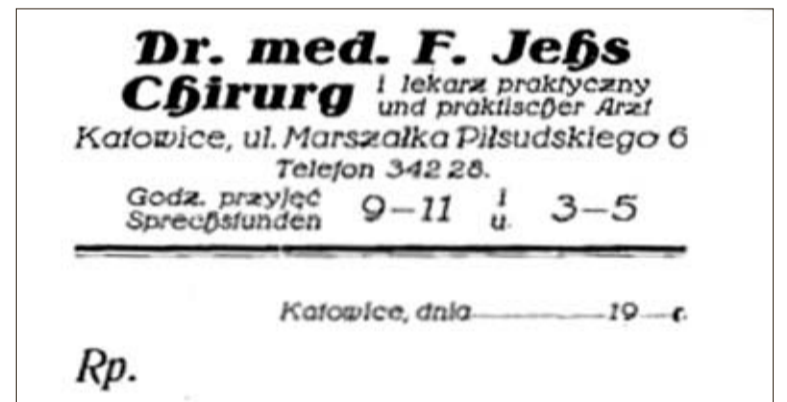 Dr. med. F. Jehs
Chirurg i lekarz praktyczny
und praktischer Arzt
Katowice, ul. Marszałka Piłsudskiego 6
Telefon 342 28.
Godz. przyjęć 9–11 i 3–5
Sprechstunden u.
Katowice, dnia 19 r.
Rp.